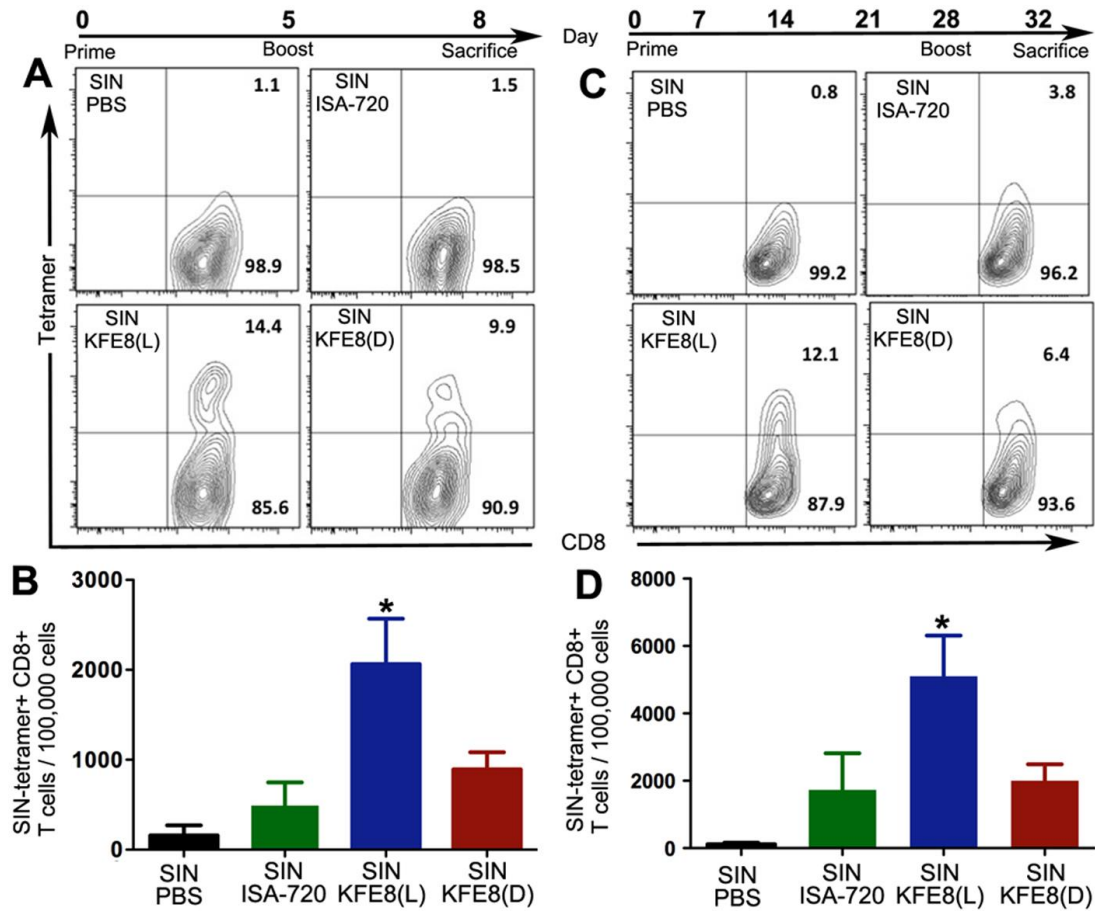 0 5 8
Prime Boost Sacrifice
Day
0 7 14 21 28 32
Prime Boost Sacrifice
A
Tetramer
SIN
PBS
1.1
98.9
SIN
ISA-720
1.5
98.5
SIN
KFE8(L)
14.4
85.6
SIN
KFE8(D)
9.9
90.9
C
SIN
PBS
0.8
99.2
SIN
ISA-720
3.8
96.2
SIN
KFE8(L)
12.1
87.9
SIN
KFE8(D)
6.4
93.6
CD8
B
SIN-tetramer+ CD8+
T cells / 100,000 cells
3000
2000
1000
0
*
SIN
PBS
SIN
ISA-720
SIN
KFE8(L)
SIN
KFE8(D)
D
SIN-tetramer+ CD8+
T cells / 100,000 cells
8000
6000
4000
2000
0
*
SIN
PBS
SIN
ISA-720
SIN
KFE8(L)
SIN
KFE8(D)